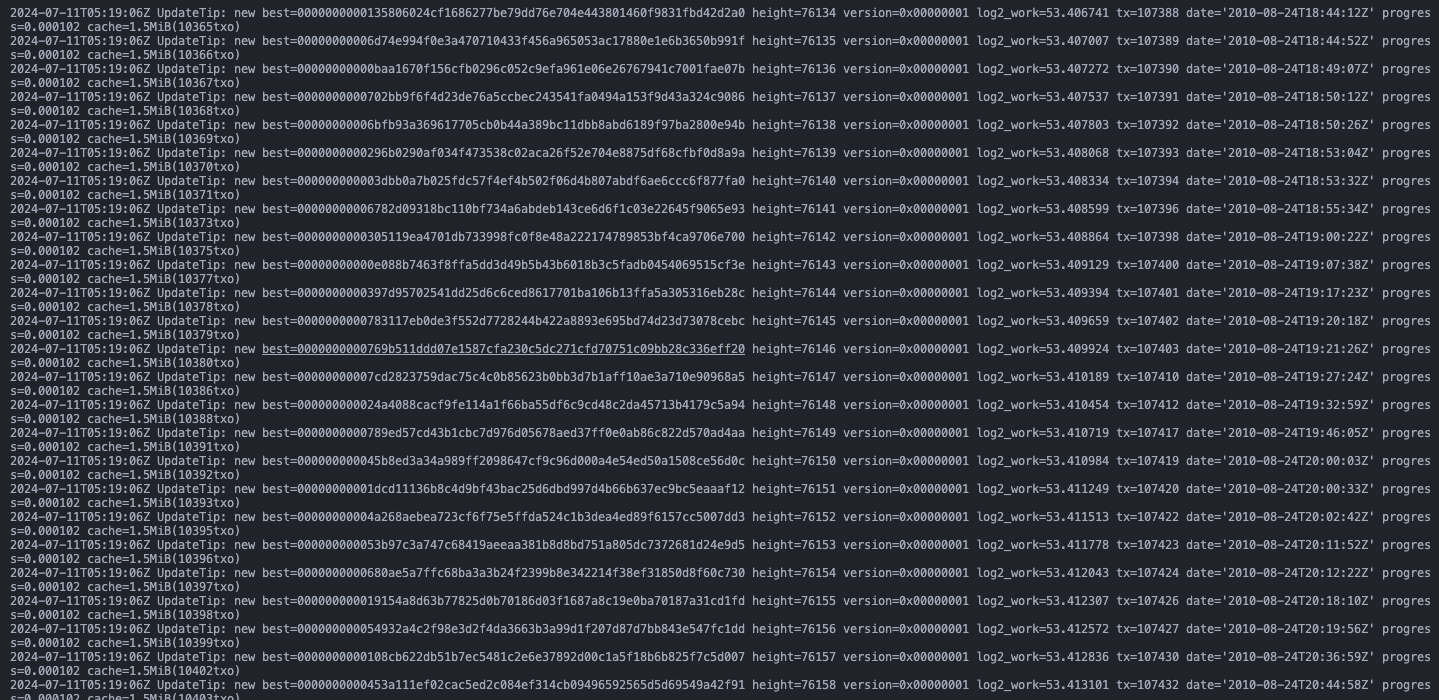 2024-07-11T05:19:06Z UpdateTip: new best=0000000000135806024cf1686277be79dd76e704e443801460f9831fbd42d2a0 height=76134 version=0x00000001 log2_work=53.406741 tx=107388 date='2010-08-24T18:44:12Z' progres
s=0.000102 cache=1.5MiB(10365txo)
2024-07-11T05:19:06Z UpdateTip: new best=00000000006d74e994f0e3a470710433f456a965053ac17880e1e6b3650b991f height=76135 version=0x00000001 log2_work=53.407007 tx=107389 date='2010-08-24T18:44:52Z' progres
s=0.000102 cache=1.5MiB(10366txo)
2024-07-11T05:19:06Z UpdateTip: new best=00000000000baa1670f156cfb0296c052c9efa961e06e26767941c7001fae07b height=76136 version=0x00000001 log2_work=53.407272 tx=107390 date='2010-08-24T18:49:07Z' progres
s=0.000102 cache=1.5MiB(10367txo)
2024-07-11T05:19:06Z UpdateTip: new best=0000000000702bb9f6f4d23de76a5ccbec243541fa0494a153f9d43a324c9086 height=76137 version=0x00000001 log2_work=53.407537 tx=107391 date='2010-08-24T18:50:12Z' progres
s=0.000102 cache=1.5MiB(10368txo)
2024-07-11T05:19:06Z UpdateTip: new best=00000000006bfb93a369617705cb0b44a389bc11dbb8abd6189f97ba2800e94b height=76138 version=0x00000001 log2_work=53.407803 tx=107392 date='2010-08-24T18:50:26Z' progres
s=0.000102 cache=1.5MiB(10369txo)
2024-07-11T05:19:06Z UpdateTip: new best=0000000000296b0290af034f473538c02aca26f52e704e8875df68cfbf0d8a9a height=76139 version=0x00000001 log2_work=53.408068 tx=107393 date='2010-08-24T18:53:04Z' progres
s=0.000102 cache=1.5MiB(10370txo)
2024-07-11T05:19:06Z UpdateTip: new best=000000000003dbb0a7b025fdc57f4ef4b502f06d4b807abdf6ae6ccc6f877fa0 height=76140 version=0x00000001 log2_work=53.408334 tx=107394 date='2010-08-24T18:53:32Z' progres
s=0.000102 cache=1.5MiB(10371txo)
2024-07-11T05:19:06Z UpdateTip: new best=00000000006782d09318bc110bf734a6abdeb143ce6d6f1c03e22645f9065e93 height=76141 version=0x00000001 log2_work=53.408599 tx=107396 date='2010-08-24T18:55:34Z' progres
s=0.000102 cache=1.5MiB(10373txo)
2024-07-11T05:19:06Z UpdateTip: new best=0000000000305119ea4701db733998fc0f8e48a222174789853bf4ca9706e700 height=76142 version=0x00000001 log2_work=53.408864 tx=107398 date='2010-08-24T19:00:22Z' progres
s=0.000102 cache=1.5MiB(10375txo)
2024-07-11T05:19:06Z UpdateTip: new best=00000000000e088b7463f8ffa5dd3d49b5b43b6018b3c5fadb0454069515cf3e height=76143 version=0x00000001 log2_work=53.409129 tx=107400 date='2010-08-24T19:07:38Z' progres
s=0.000102 cache=1.5MiB(10377txo)
2024-07-11T05:19:06Z UpdateTip: new best=0000000000397d95702541dd25d6c6ced8617701ba106b13ffa5a305316eb28c height=76144 version=0x00000001 log2_work=53.409394 tx=107401 date='2010-08-24T19:17:23Z' progres
s=0.000102 cache=1.5MiB(10378txo)
2024-07-11T05:19:06Z UpdateTip: new best=0000000000783117eb0de3f552d7728244b422a8893e695bd74d23d73078cebc height=76145 version=0x00000001 log2_work=53.409659 tx=107402 date='2010-08-24T19:20:18Z' progres
s=0.000102 cache=1.5MiB(10379txo)
2024-07-11T05:19:06Z UpdateTip: new best=0000000000769b511ddd07e1587cfa230c5dc271cfd70751c09bb28c336eff20 height=76146 version=0x00000001 log2_work=53.409924 tx=107403 date='2010-08-24T19:21:26Z' progres
s=0.000102 cache=1.5MiB(10380txo)
2024-07-11T05:19:06Z UpdateTip: new best=00000000007cd2823759dac75c4c0b85623b0bb3d7b1aff10ae3a710e90968a5 height=76147 version=0x00000001 log2_work=53.410189 tx=107410 date='2010-08-24T19:27:24Z' progres
s=0.000102 cache=1.5MiB(10386txo)
2024-07-11T05:19:06Z UpdateTip: new best=000000000024a4088cacf9fe114a1f66ba55df6c9cd48c2da45713b4179c5a94 height=76148 version=0x00000001 log2_work=53.410454 tx=107412 date='2010-08-24T19:32:59Z' progres
s=0.000102 cache=1.5MiB(10388txo)
2024-07-11T05:19:06Z UpdateTip: new best=0000000000789ed57cd43b1cbc7d976d05678aed37ff0e0ab86c822d570ad4aa height=76149 version=0x00000001 log2_work=53.410719 tx=107417 date='2010-08-24T19:46:05Z' progres
s=0.000102 cache=1.5MiB(10391txo)
2024-07-11T05:19:06Z UpdateTip: new best=000000000045b8ed3a34a989ff2098647cf9c96d000a4e54ed50a1508ce56d0c height=76150 version=0x00000001 log2_work=53.410984 tx=107419 date='2010-08-24T20:00:03Z' progres
s=0.000102 cache=1.5MiB(10392txo)
2024-07-11T05:19:06Z UpdateTip: new best=00000000001dcd11136b8c4d9bf43bac25d6dbd997d4b66b637ec9bc5eaaaf12 height=76151 version=0x00000001 log2_work=53.411249 tx=107420 date='2010-08-24T20:00:33Z' progres
s=0.000102 cache=1.5MiB(10393txo)
2024-07-11T05:19:06Z UpdateTip: new best=00000000004a268aebea723cf6f75e5ffda524c1b3dea4ed89f6157cc5007dd3 height=76152 version=0x00000001 log2_work=53.411513 tx=107422 date='2010-08-24T20:02:42Z' progres
s=0.000102 cache=1.5MiB(10395txo)
2024-07-11T05:19:06Z UpdateTip: new best=000000000053b97c3a747c68419aeeaa381b8d8bd751a805dc7372681d24e9d5 height=76153 version=0x00000001 log2_work=53.411778 tx=107423 date='2010-08-24T20:11:52Z' progres
s=0.000102 cache=1.5MiB(10396txo)
2024-07-11T05:19:06Z UpdateTip: new best=0000000000680ae5a7ffc68ba3a3b24f2399b8e342214f38ef31850d8f60c730 height=76154 version=0x00000001 log2_work=53.412043 tx=107424 date='2010-08-24T20:12:22Z' progres
s=0.000102 cache=1.5MiB(10397txo)
2024-07-11T05:19:06Z UpdateTip: new best=000000000019154a8d63b77825d0b70186d03f1687a8c19e0ba70187a31cd1fd height=76155 version=0x00000001 log2_work=53.412307 tx=107426 date='2010-08-24T20:18:10Z' progres
s=0.000102 cache=1.5MiB(10398txo)
2024-07-11T05:19:06Z UpdateTip: new best=000000000054932a4c2f98e3d2f4da3663b3a99d1f207d87d7bb843e547fc1dd height=76156 version=0x00000001 log2_work=53.412572 tx=107427 date='2010-08-24T20:19:56Z' progres
s=0.000102 cache=1.5MiB(10399txo)
2024-07-11T05:19:06Z UpdateTip: new best=0000000000108cb622db51b7ec5481c2e6e37892d00c1a5f18b6b825f7c5d007 height=76157 version=0x00000001 log2_work=53.412836 tx=107430 date='2010-08-24T20:36:59Z' progres
s=0.000102 cache=1.5MiB(10402txo)
2024-07-11T05:19:06Z UpdateTip: new best=0000000000453a111ef02cac5ed2c084ef314cb09496592565d5d69549a42f91 height=76158 version=0x00000001 log2_work=53.413101 tx=107432 date='2010-08-24T20:44:58Z' progres
s=0.000102 cache=1.5MiB(10403txo)